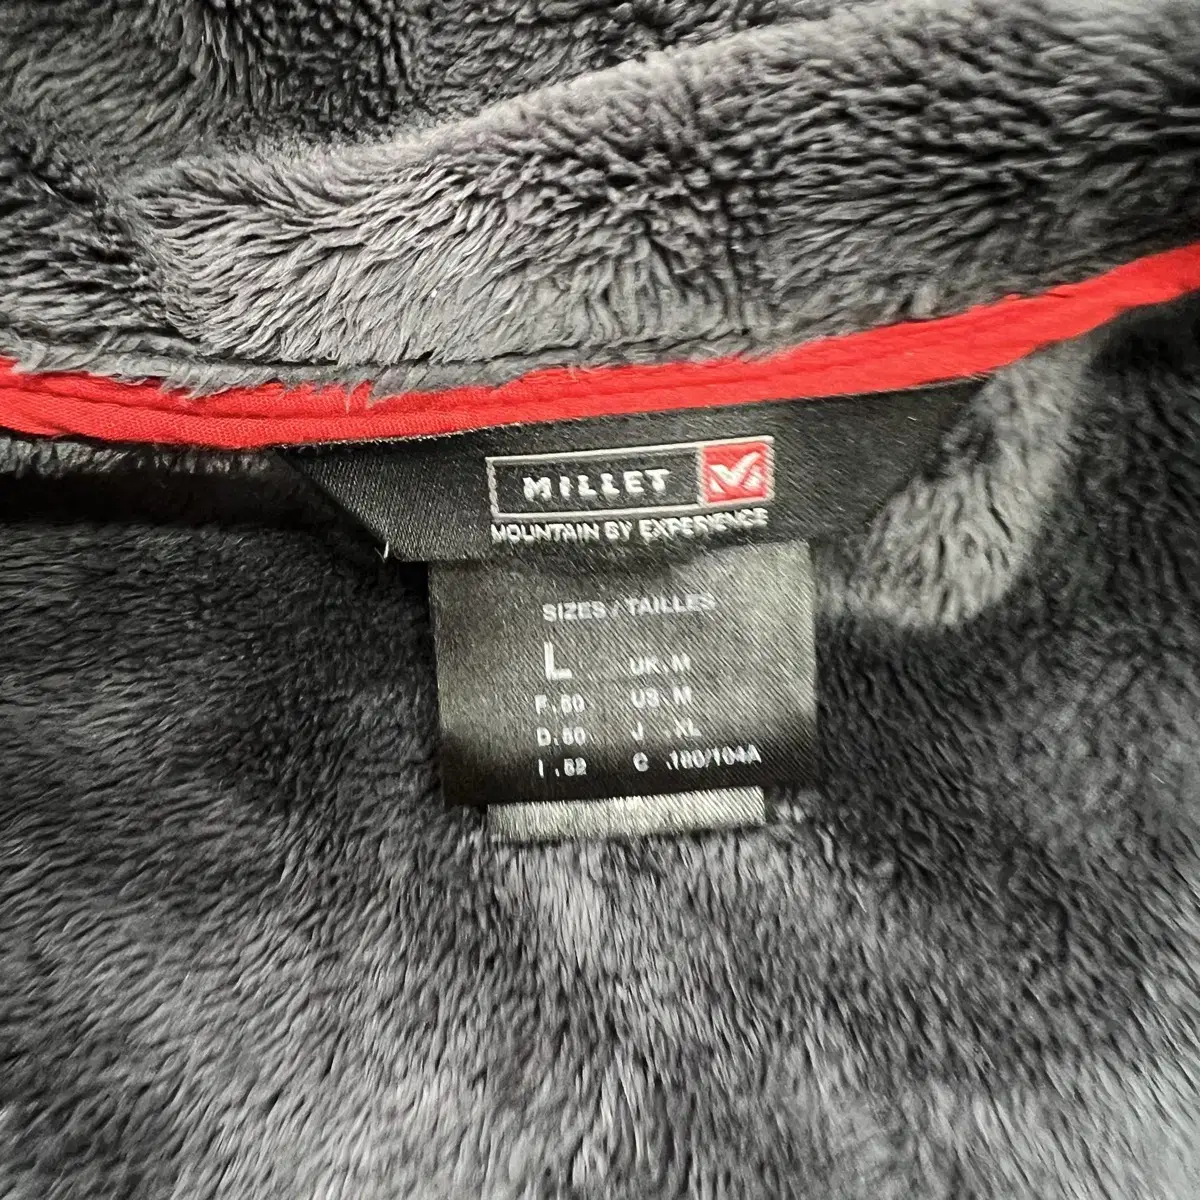 MILLET
MOUNTAIN BY EXPERIENCE
SIZES / TAILLES
L UK.M
F.50 US.M
D.50 J .XL
I .52 C .180/104A